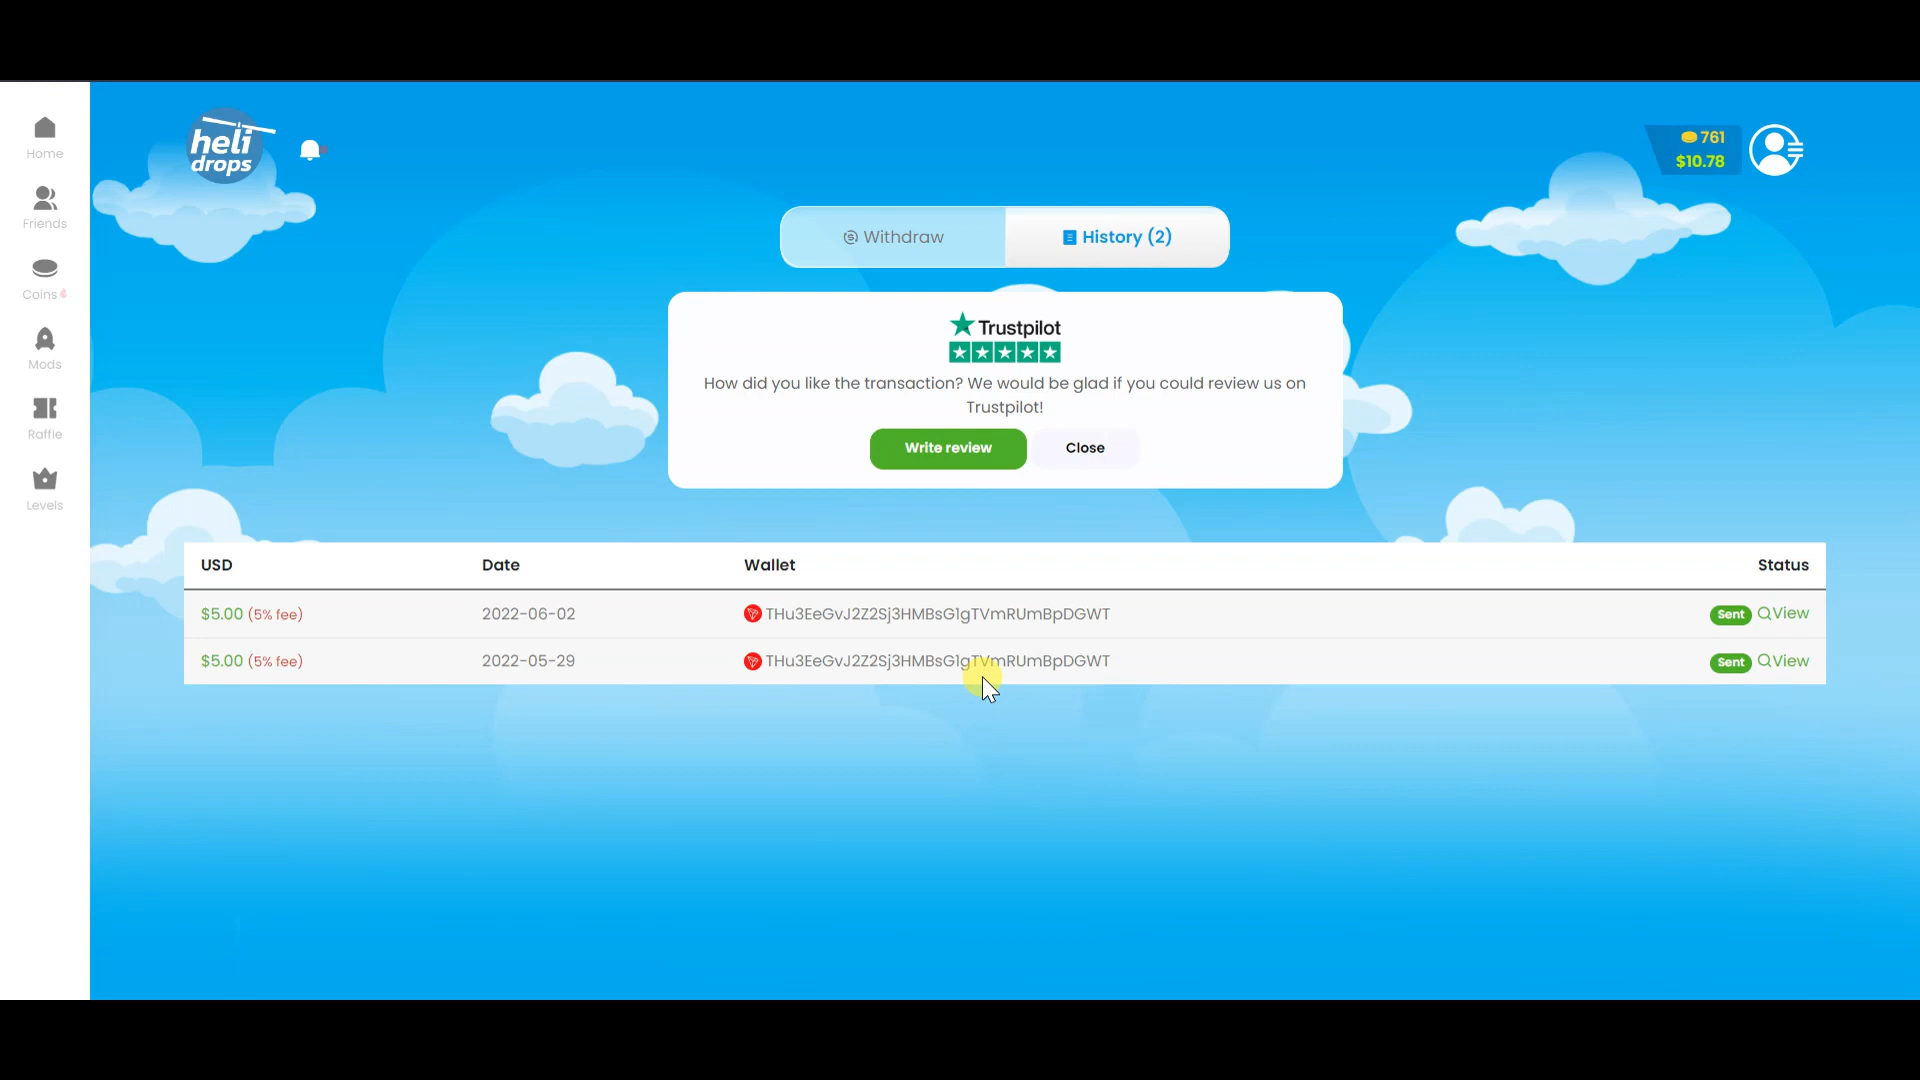 Home
Friends
Coins
Mods
Raffle
Levels
heli
drops
761
$10.78
Withdraw
History (2)
Trustpilot
How did you like the transaction? We would be glad if you could review us on
Trustpilot!
Write review
Close
USD Date Wallet Status
$5.00 (5% fee) 2022-06-02 THu3EeGvJ2Z2Sj3HMBsG1gTVmRUmBpDGWT Sent View
$5.00 (5% fee) 2022-05-29 THu3EeGvJ2Z2Sj3HMBsG1gTVmRUmBpDGWT Sent View